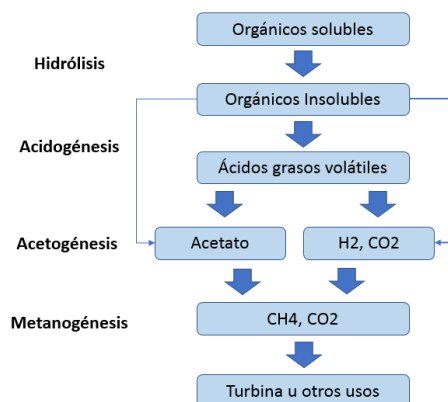 Orgánicos solubles
Hidrólisis
Orgánicos Insolubles
Acidogénesis
Ácidos grasos volátiles
Acetogénesis
Acetato
H2, CO2
Metanogénesis
CH4, CO2
Turbina u otros usos